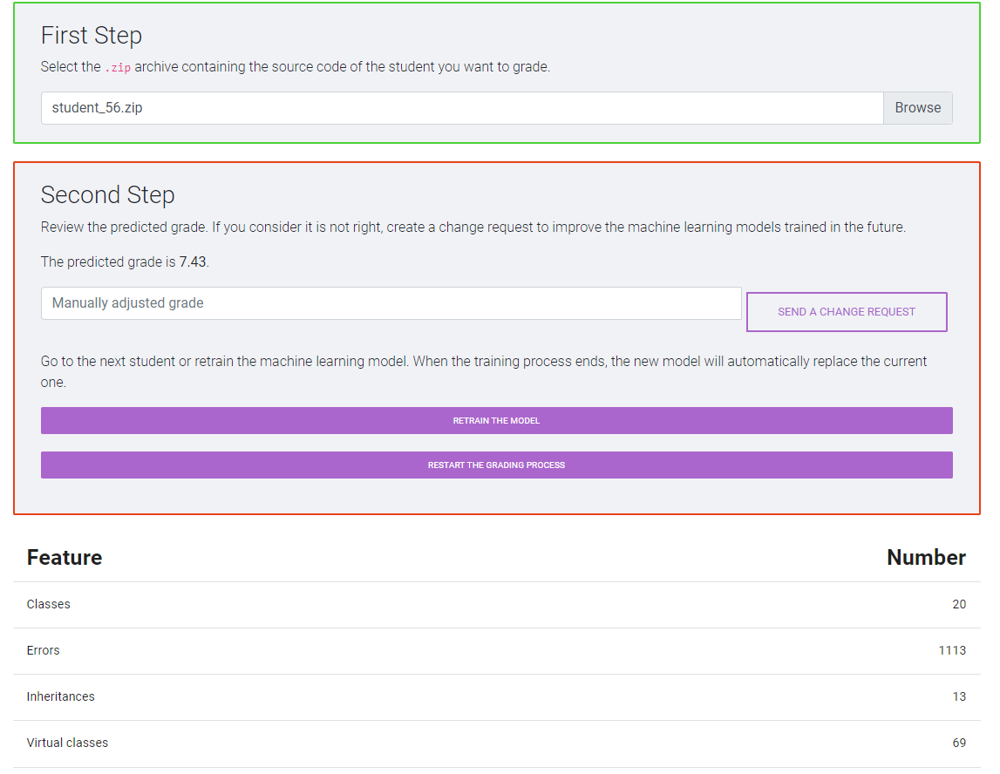 First Step
Select the .zip archive containing the source code of the student you want to grade.
student_56.zip
Browse
Second Step
Review the predicted grade. If you consider it is not right, create a change request to improve the machine learning models trained in the future.
The predicted grade is 7.43.
Manually adjusted grade
SEND A CHANGE REQUEST
Go to the next student or retrain the machine learning model. When the training process ends, the new model will automatically replace the current
one.
RETRAIN THE MODEL
RESTART THE GRADING PROCESS
Feature Number
Classes 20
Errors 1113
Inheritances 13
Virtual classes 69